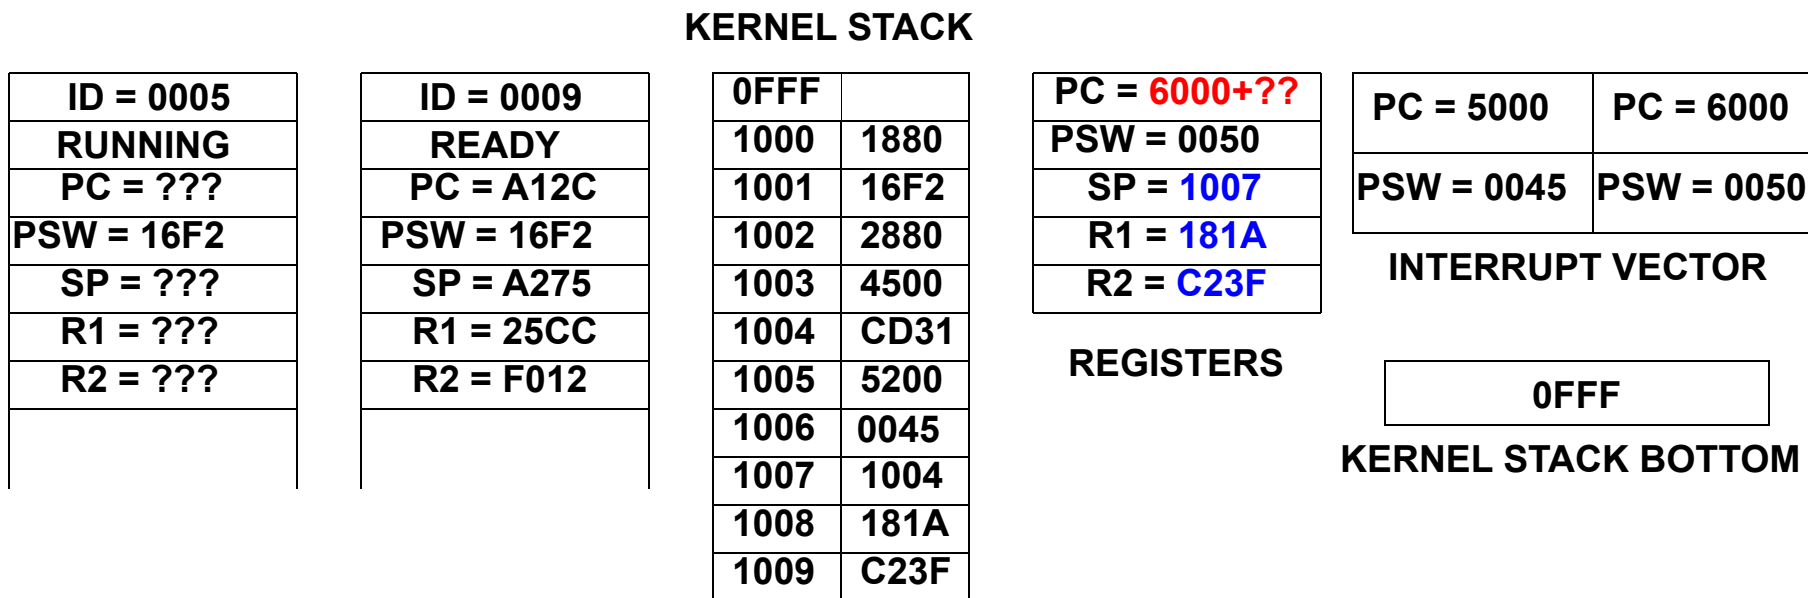 KERNEL STACK
ID = 0005
RUNNING
PC = ???
PSW = 16F2
SP = ???
R1 = ???
R2 = ???
ID = 0009
READY
PC = A12C
PSW = 16F2
SP = A275
R1 = 25CC
R2 = F012
0FFF
1000 1880
1001 16F2
1002 2880
1003 4500
1004 CD31
1005 5200
1006 0045
1007 1004
1008 181A
1009 C23F
PC = 6000+??
PSW = 0050
SP = 1007
R1 = 181A
R2 = C23F
REGISTERS
PC = 5000 PC = 6000
PSW = 0045 PSW = 0050
INTERRUPT VECTOR
0FFF
KERNEL STACK BOTTOM